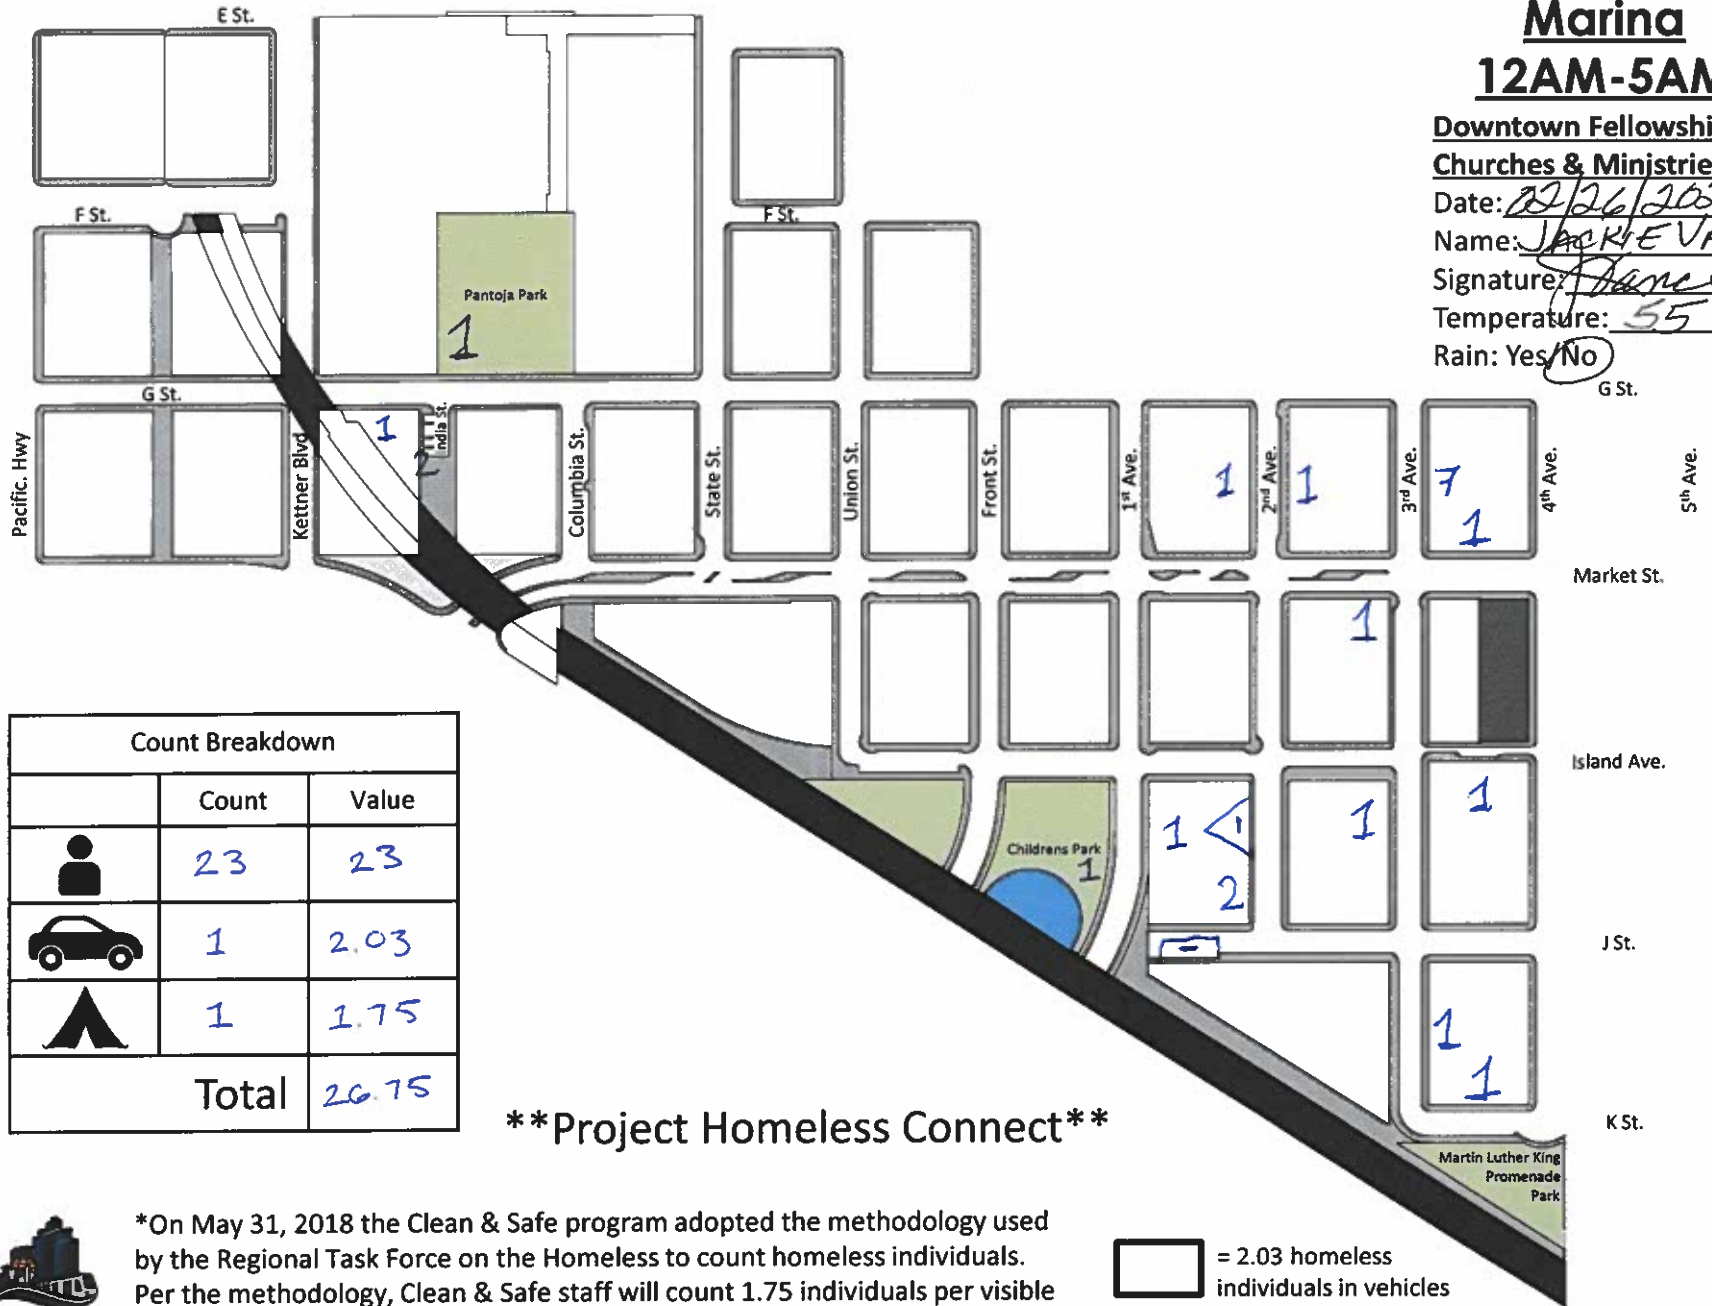 E St.
Marina
12AM-5AM
Downtown Fellowshi
Churches & Ministrie
Date: 02/26/202
Name: JACKIE VA
Signature:
Temperature: 55
Rain: Yes/No
F St.
F St.
Pantoja Park
1
G St.
G St.
Pacific. Hwy
Kettner Blvd
1
India St.
2
Columbia St.
State St.
Union St.
Front St.
1st Ave.
1
2nd Ave.
1
3rd Ave.
7
1
4th Ave.
5th Ave.
Market St.
1
Island Ave.
Childrens Park
1
1
1
2
1
1
J St.
1
1
K St.
Martin Luther King
Promenade
Park
Count Breakdown
Count Value
23 23
1 2.03
1 1.75
Total 26.75
**Project Homeless Connect**
*On May 31, 2018 the Clean & Safe program adopted the methodology used
by the Regional Task Force on the Homeless to count homeless individuals.
Per the methodology, Clean & Safe staff will count 1.75 individuals per visible
= 2.03 homeless
individuals in vehicles